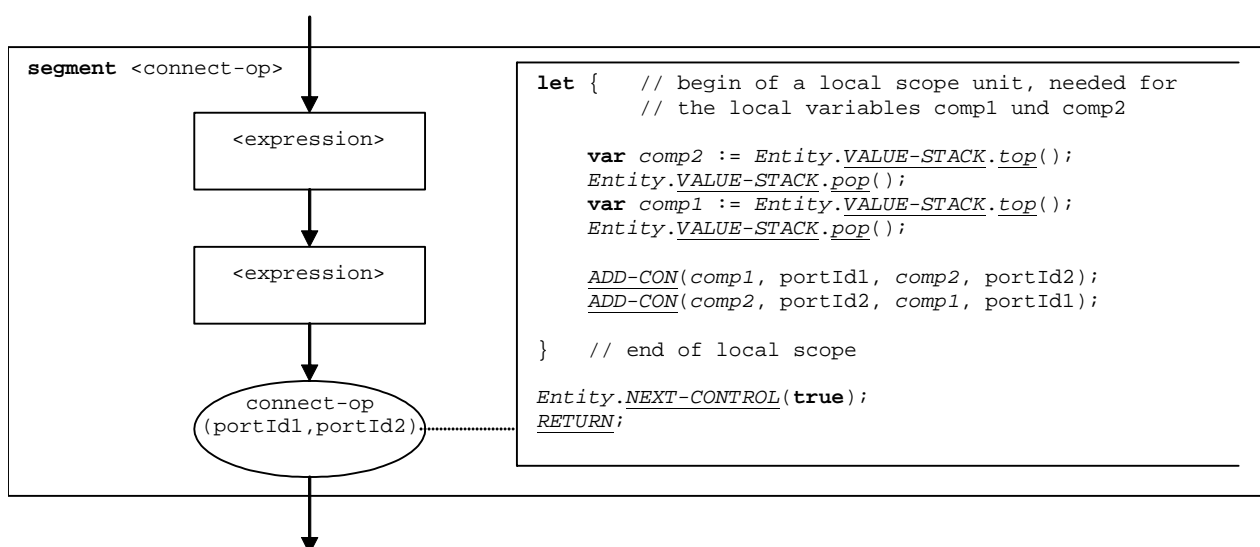 segment <connect-op>
<expression>
<expression>
connect-op
(portId1,portId2)
let {   // begin of a local scope unit, needed for
// the local variables comp1 und comp2
var comp2 := Entity.VALUE-STACK.top();
Entity.VALUE-STACK.pop();
var comp1 := Entity.VALUE-STACK.top();
Entity.VALUE-STACK.pop();
ADD-CON(comp1, portId1, comp2, portId2);
ADD-CON(comp2, portId2, comp1, portId1);
}   // end of local scope
Entity.NEXT-CONTROL(true);
RETURN;